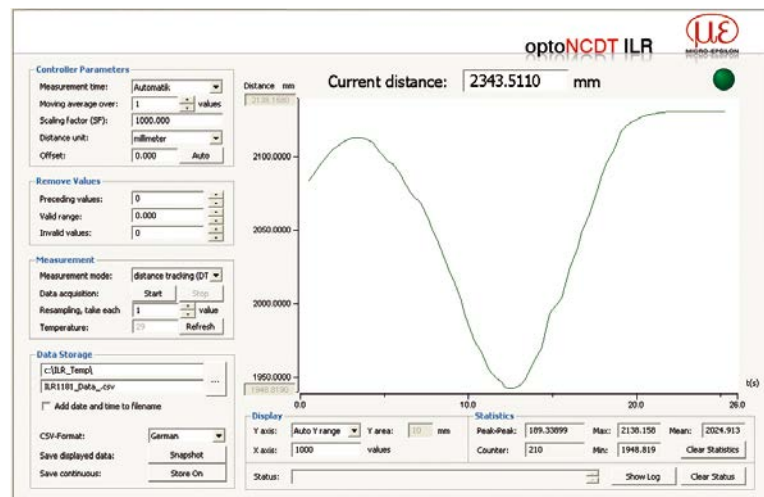 optoNCDT ILR
με
MICRO-EPSILON
Controller Parameters
Measurement time: Automatik
Moving average over: 1 values
Scaling factor (SF): 1000.000
Distance unit: millimeter
Offset: 0.000 Auto
Remove Values
Preceding values: 0
Valid range: 0.000
Invalid values: 0
Measurement
Measurement mode: distance tracking (DT
Data acquisition: Start Stop
Resampling, take each 1 value
Temperature: 29 Refresh
Data Storage
c:\ILR_Temp\
ILR1181_Data_.csv
...
Add date and time to filename
CSV-Format: German
Save displayed data: Snapshot
Save continuous: Store On
Distance mm
Current distance: 2343.5110 mm
2100.0000
2050.0000
2000.0000
1950.0000
0.0 10.0 20.0 26.0
t(s)
Display
Y axis: Auto Y range Y area: 10 mm
X axis: 1000 values
Statistics
Peak-Peak: 189.33899 Max: 2138.158 Mean: 2024.913
Counter: 210 Min: 1948.819 Clear Statistics
Status: Show Log Clear Status